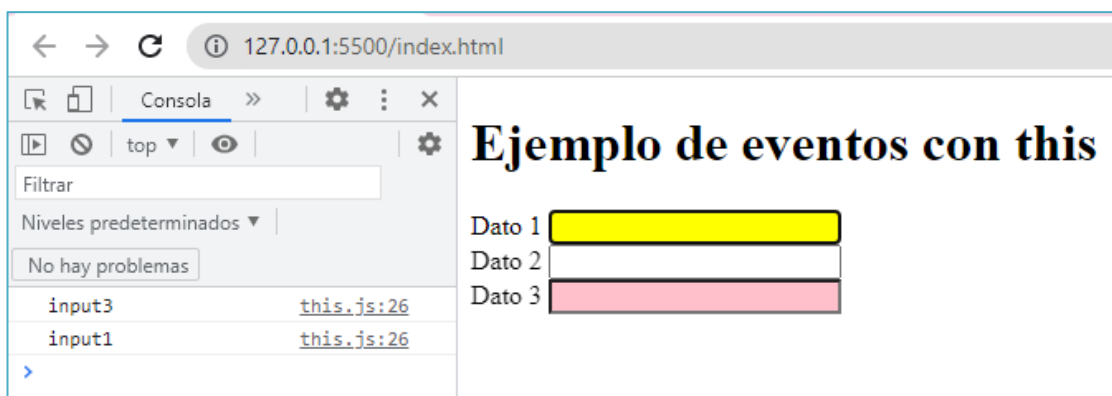 127.0.0.1:5500/index.html
Consola
top
Filtrar
Niveles predeterminados
No hay problemas
input3 this.js:26
input1 this.js:26
Ejemplo de eventos con this
Dato 1
Dato 2
Dato 3